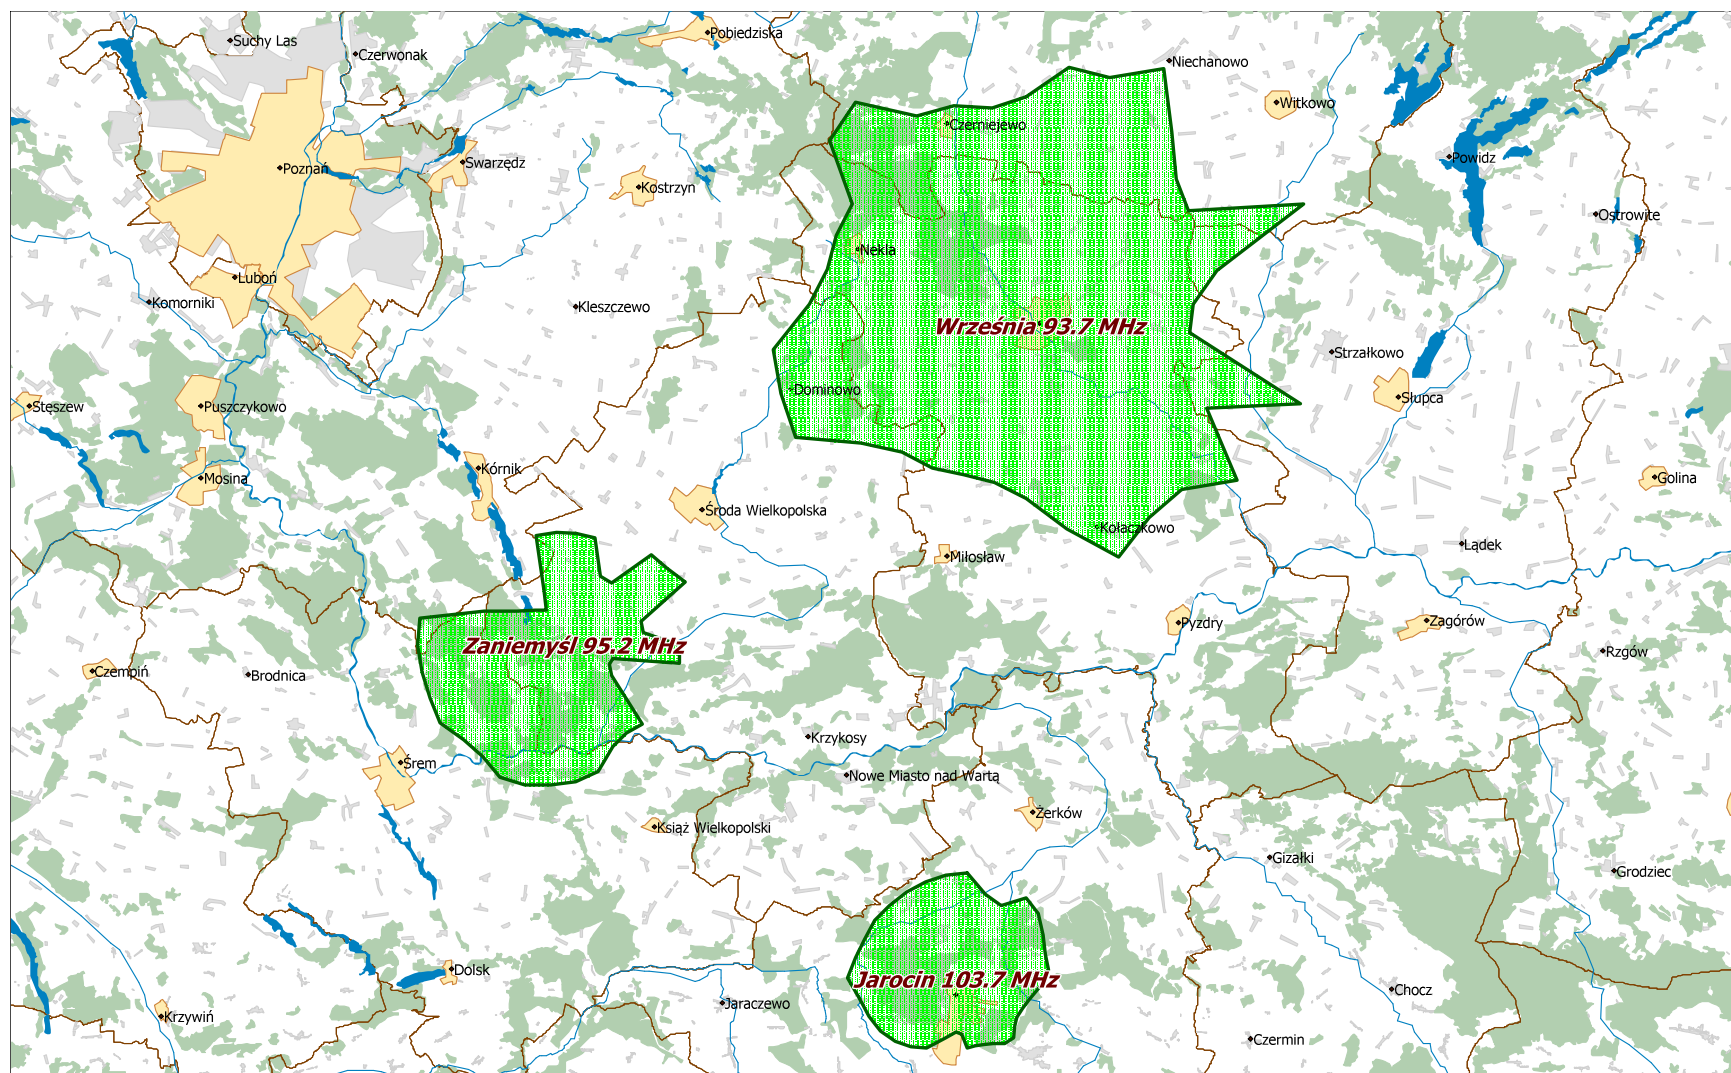 Pobiedziska
Suchy Las
Czerwonak
Niechanowo
Witkowo
Czerniejewo
Powidz
Swarzędz
Poznań
Kostrzyn
Ostrowite
Nekla
Luboń
Komorniki
Kleszczewo
Września 93.7 MHz
Strzałkowo
Dominowo
Słupca
Stęszew
Puszczykowo
Kórnik
Mosina
Golina
Środa Wielkopolska
Kołaczkowo
Lądek
Miłosław
Zagórów
Pyzdry
Zaniemyśl 95.2 MHz
Rzgów
Czempiń
Brodnica
Krzykosy
Śrem
Nowe Miasto nad Wartą
Żerków
Książ Wielkopolski
Gizałki
Grodziec
Dolsk
Jarocin 103.7 MHz
Chocz
Jaraczewo
Krzywiń
Czermin